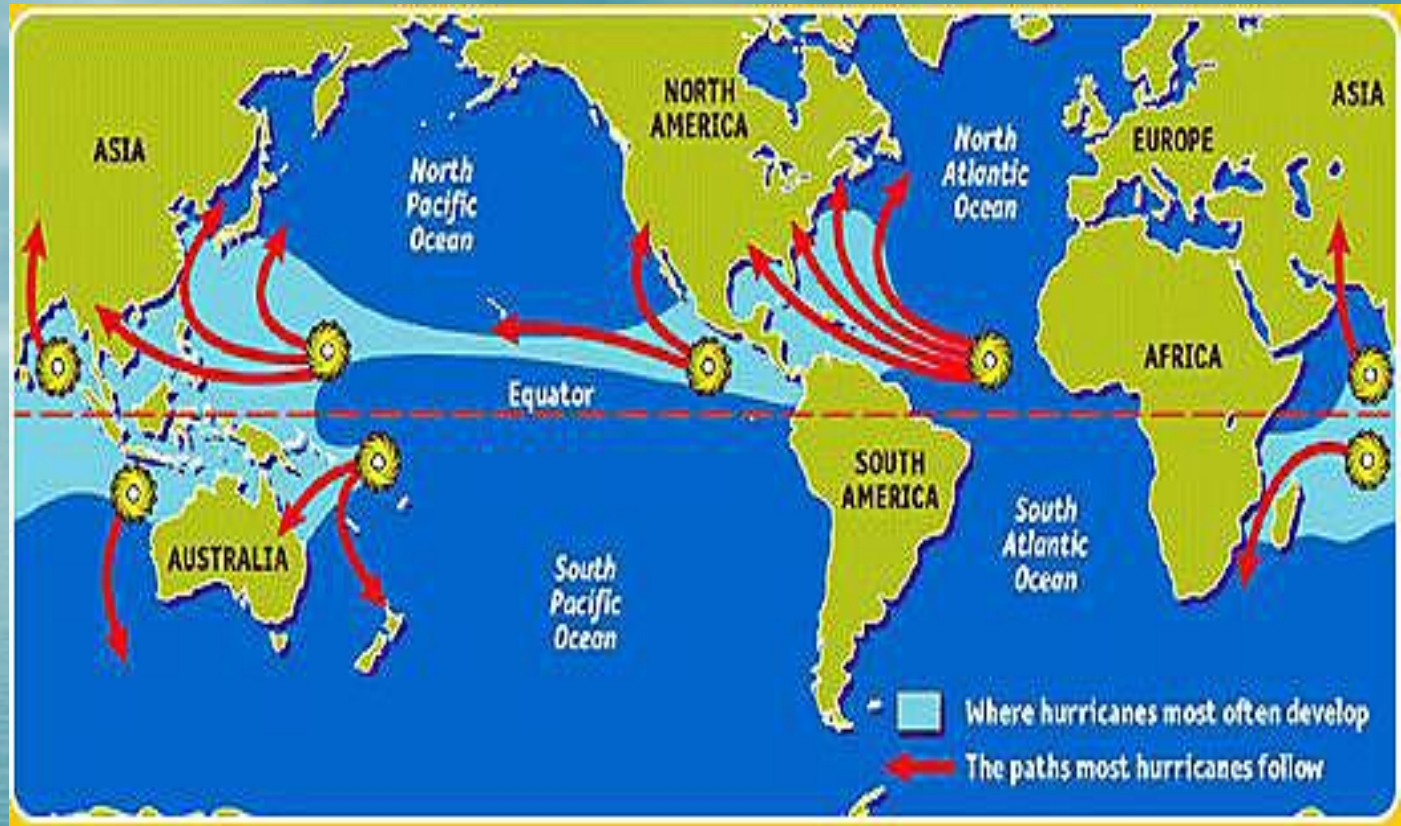 ASIA
NORTH
AMERICA
North
Pacific
Ocean
North
Atlantic
Ocean
EUROPE
ASIA
AFRICA
Equator
SOUTH
AMERICA
AUSTRALIA
South
Pacific
Ocean
South
Atlantic
Ocean
Where hurricanes most often develop
The paths most hurricanes follow